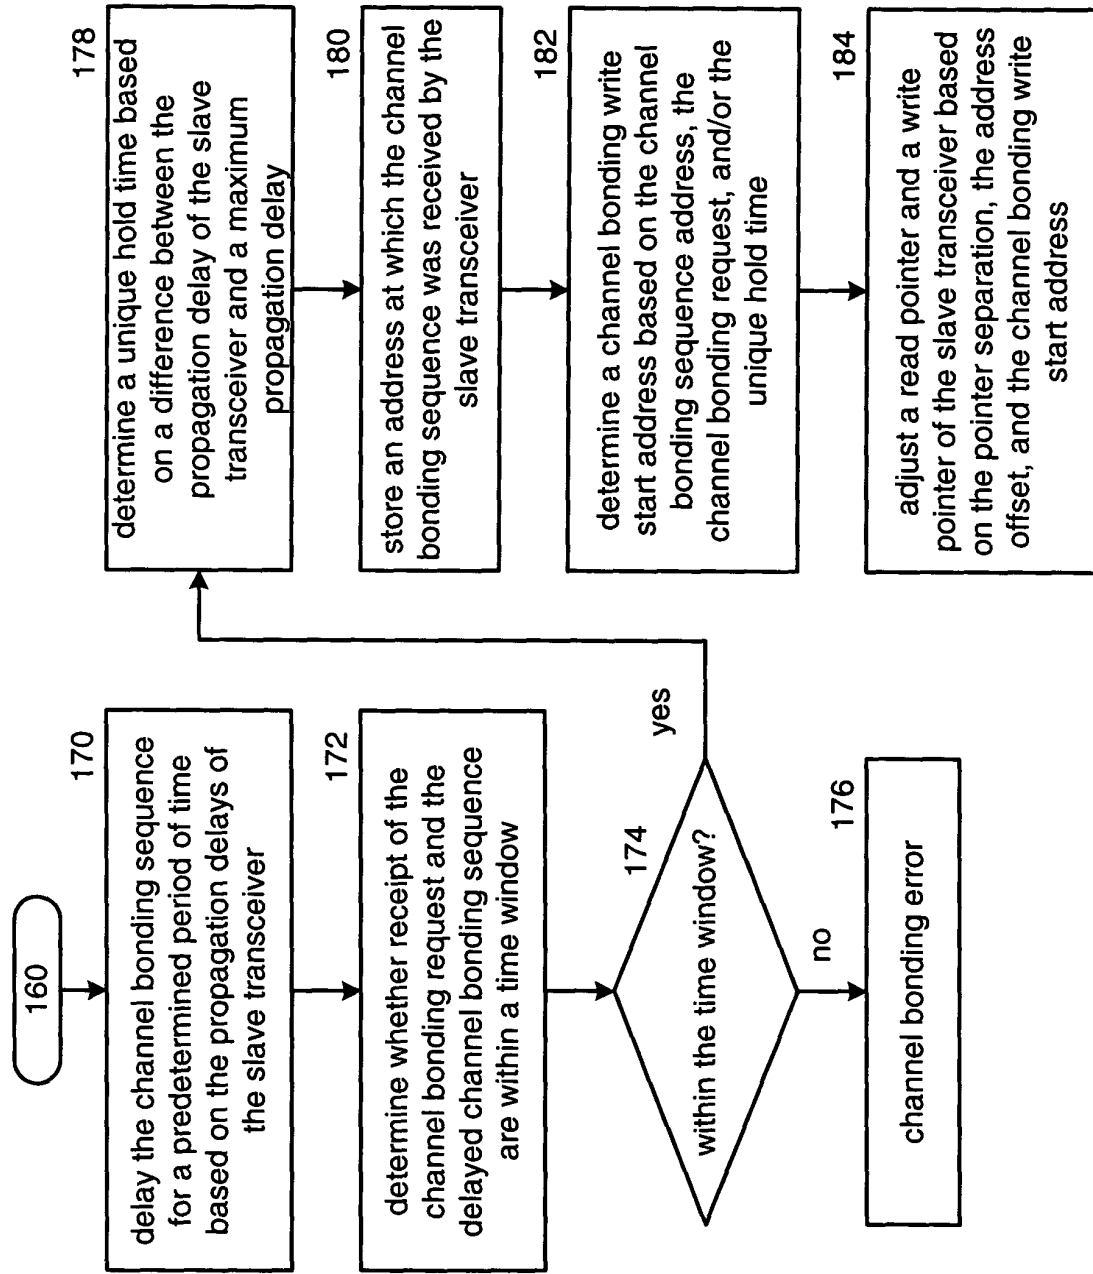 160
170
delay the channel bonding sequence
for a predetermined period of time
based on the propagation delays of
the slave transceiver
172
determine whether receipt of the
channel bonding request and the
delayed channel bonding sequence
are within a time window
174
within the time window?
yes
no
176
channel bonding error
178
determine a unique hold time based
on a difference between the
propagation delay of the slave
transceiver and a maximum
propagation delay
180
store an address at which the channel
bonding sequence was received by the
slave transceiver
182
determine a channel bonding write
start address based on the channel
bonding sequence address, the
channel bonding request, and/or the
unique hold time
184
adjust a read pointer and a write
pointer of the slave transceiver based
on the pointer separation, the address
offset, and the channel bonding write
start address